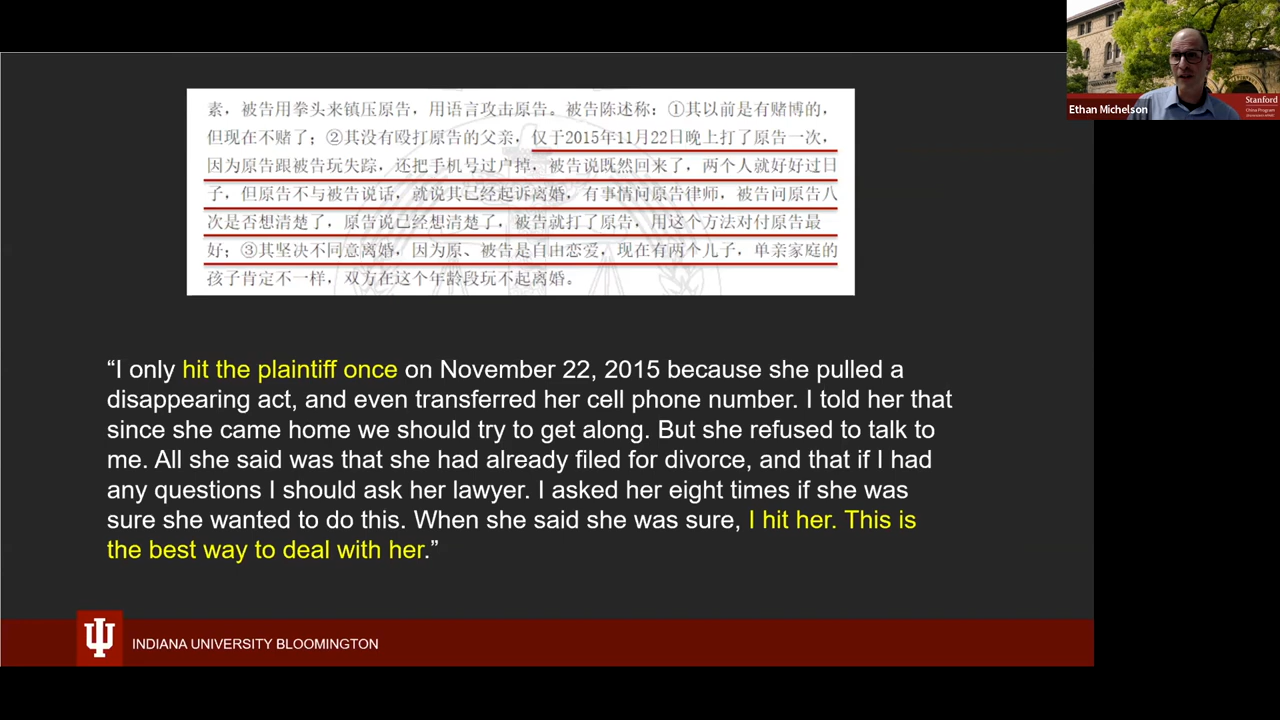 素，被告用拳头来镇压原告，用语言攻击原告。被告陈述称：①其以前是有赌博的，
但现在不赌了；②其没有殴打原告的父亲，仅于2015年11月22日晚上打了原告一次，
因为原告跟被告玩失踪，还把手机号过户掉，被告说既然回来了，两个人就好好过日
子，但原告不与被告说话，就说其已经起诉离婚，有事情问原告律师，被告问原告八
次是否想清楚了，原告说已经想清楚了，被告就打了原告，用这个方法对付原告最
好；③其坚决不同意离婚，因为原、被告是自由恋爱，现在有两个儿子，单亲家庭的
孩子肯定不一样，双方在这个年龄段玩不起离婚。
“I only hit the plaintiff once on November 22, 2015 because she pulled a
disappearing act, and even transferred her cell phone number. I told her that
since she came home we should try to get along. But she refused to talk to
me. All she said was that she had already filed for divorce, and that if I had
any questions I should ask her lawyer. I asked her eight times if she was
sure she wanted to do this. When she said she was sure, I hit her. This is
the best way to deal with her.”
INDIANA UNIVERSITY BLOOMINGTON
Ethan Michelson
Stanford
China Program